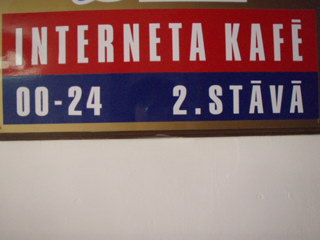 INTERNETA KAFĒ
00-24 2.STĀVĀ